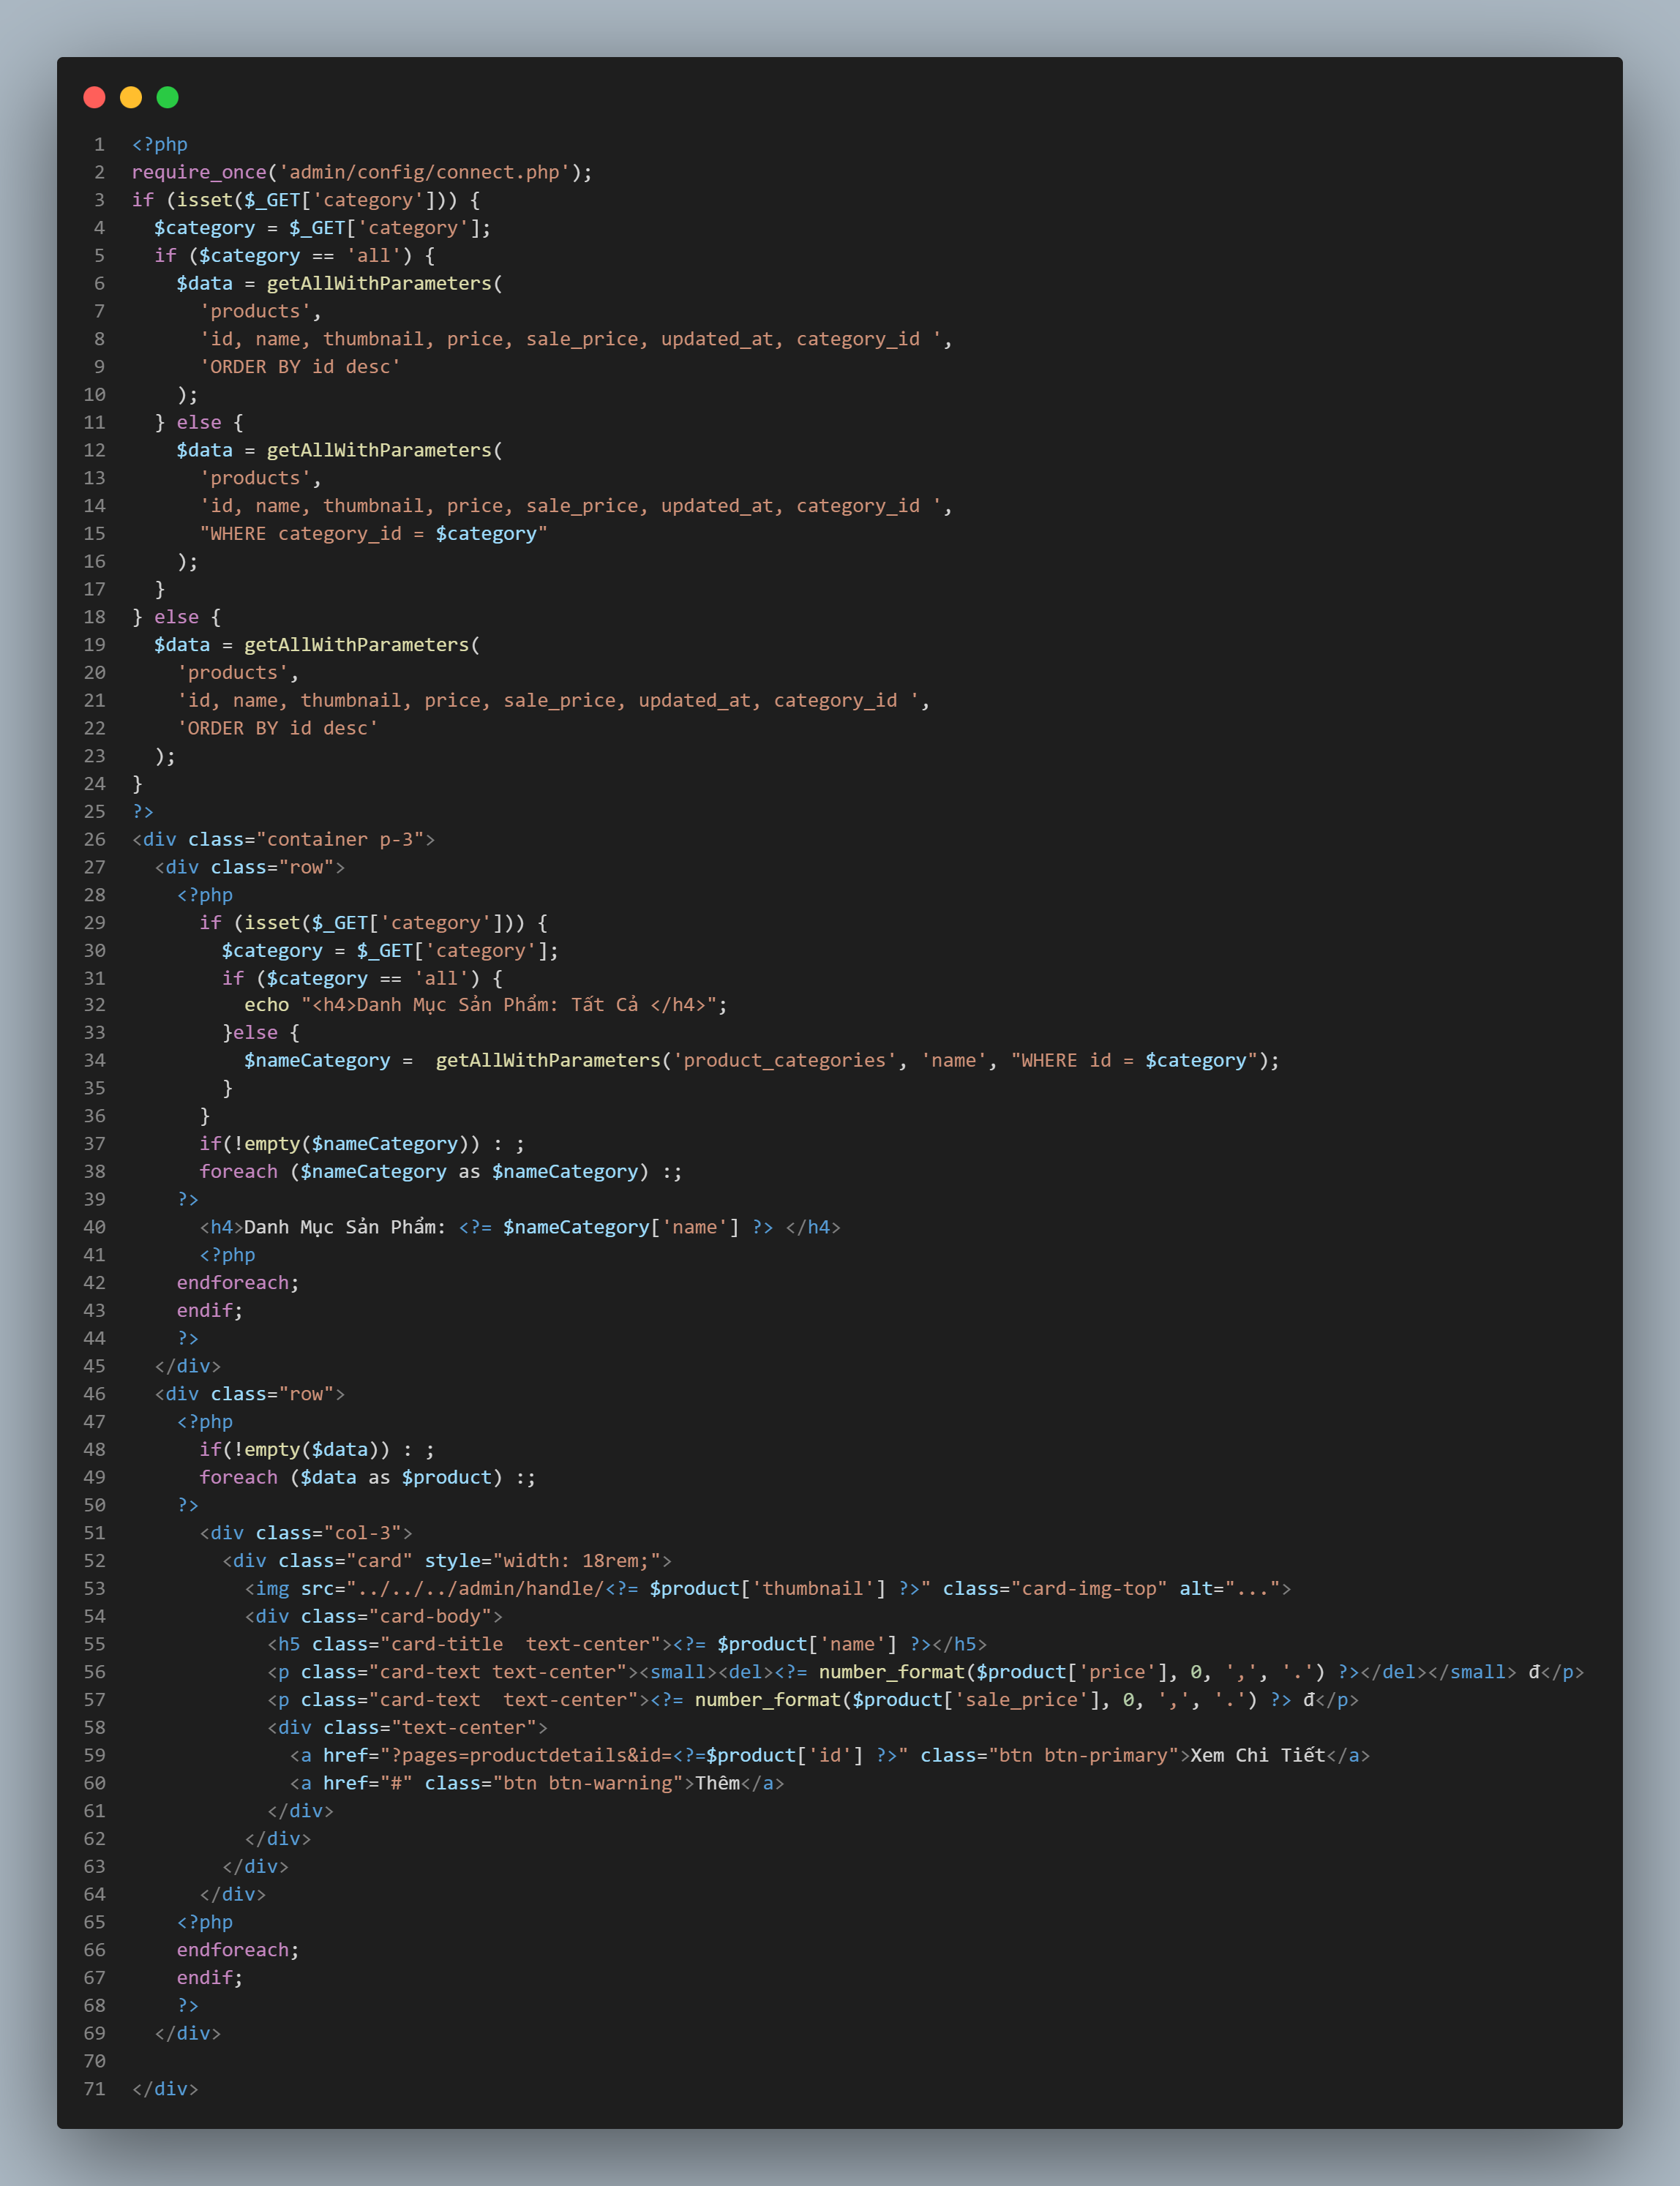 1 <?php
2 require_once('admin/config/connect.php');
3 if (isset($_GET['category'])) {
4   $category = $_GET['category'];
5   if ($category == 'all') {
6     $data = getAllWithParameters(
7       'products',
8       'id, name, thumbnail, price, sale_price, updated_at, category_id ',
9       'ORDER BY id desc'
10     );
11   } else {
12     $data = getAllWithParameters(
13       'products',
14       'id, name, thumbnail, price, sale_price, updated_at, category_id ',
15       "WHERE category_id = $category"
16     );
17   }
18 } else {
19   $data = getAllWithParameters(
20     'products',
21     'id, name, thumbnail, price, sale_price, updated_at, category_id ',
22     'ORDER BY id desc'
23   );
24 }
25 ?>
26 <div class="container p-3">
27   <div class="row">
28     <?php
29       if (isset($_GET['category'])) {
30         $category = $_GET['category'];
31         if ($category == 'all') {
32           echo "<h4>Danh Mục Sản Phẩm: Tất Cả </h4>";
33         }else {
34           $nameCategory =  getAllWithParameters('product_categories', 'name', "WHERE id = $category");
35         }
36       }
37       if(!empty($nameCategory)) : ;
38       foreach ($nameCategory as $nameCategory) :;
39     ?>
40       <h4>Danh Mục Sản Phẩm: <?= $nameCategory['name'] ?> </h4>
41       <?php
42     endforeach;
43     endif;
44     ?>
45   </div>
46   <div class="row">
47     <?php
48       if(!empty($data)) : ;
49       foreach ($data as $product) :;
50     ?>
51       <div class="col-3">
52         <div class="card" style="width: 18rem;">
53           <img src="../../../admin/handle/<?= $product['thumbnail'] ?>" class="card-img-top" alt="...">
54           <div class="card-body">
55             <h5 class="card-title  text-center"><?= $product['name'] ?></h5>
56             <p class="card-text text-center"><small><del><?= number_format($product['price'], 0, ',', '.') ?></del></small> đ</p>
57             <p class="card-text  text-center"><?= number_format($product['sale_price'], 0, ',', '.') ?> đ</p>
58             <div class="text-center">
59               <a href="?pages=productdetails&id=<?=$product['id'] ?>" class="btn btn-primary">Xem Chi Tiết</a>
60               <a href="#" class="btn btn-warning">Thêm</a>
61             </div>
62           </div>
63         </div>
64       </div>
65     <?php
66     endforeach;
67     endif;
68     ?>
69   </div>
70
71 </div>